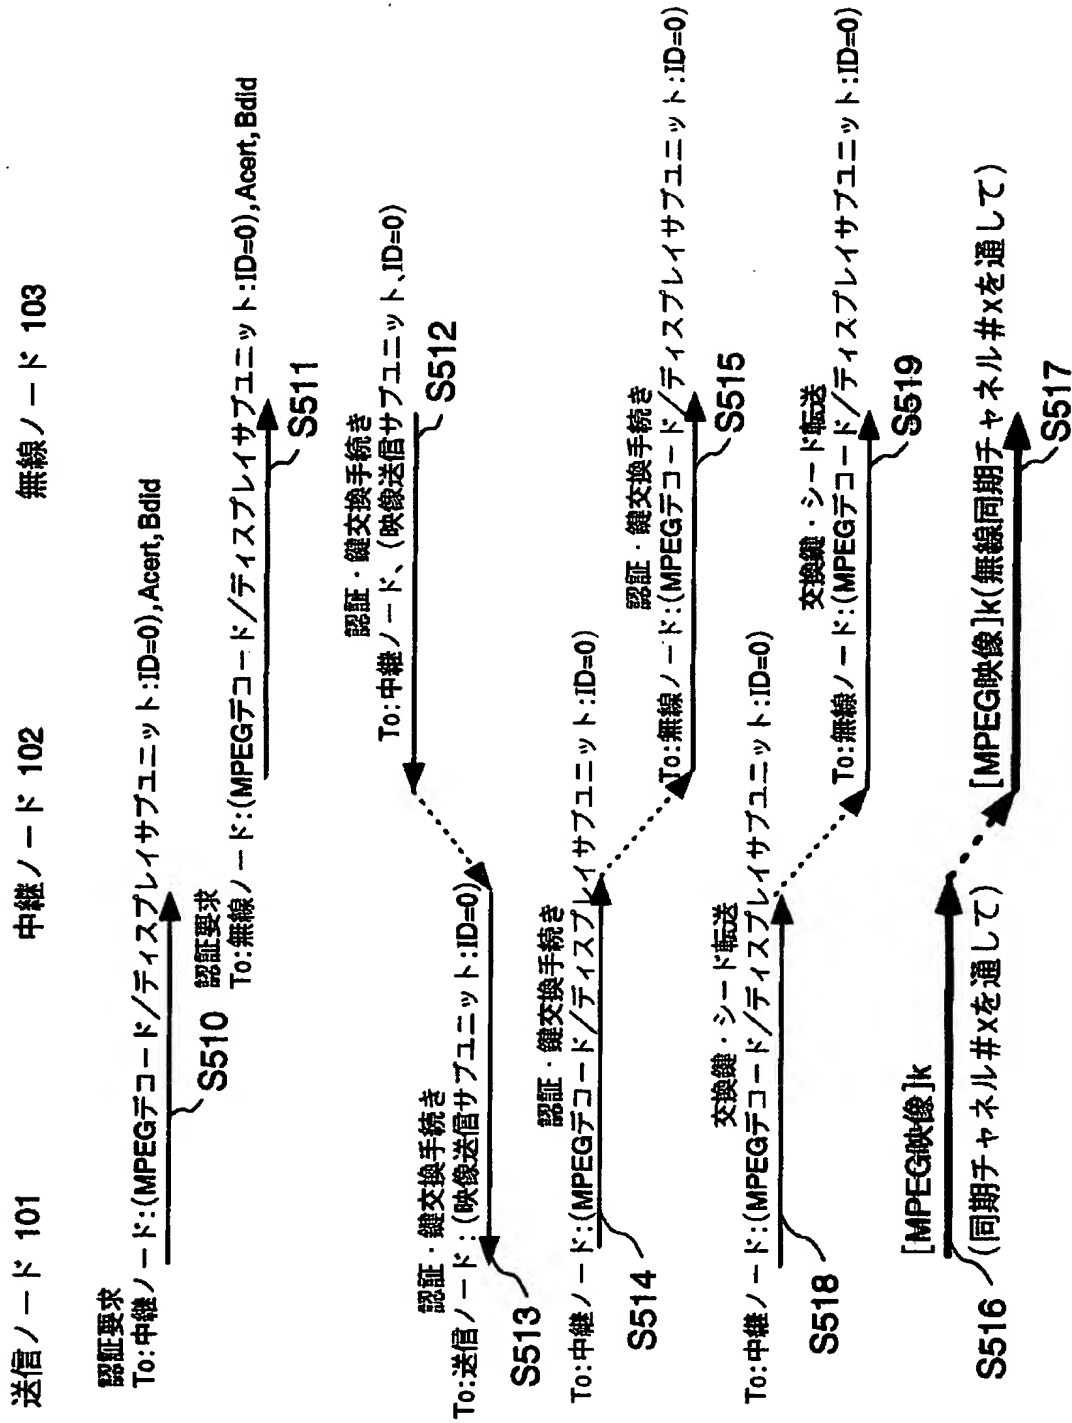 送信ノード 101
中継ノード 102
無線ノード 103
認証要求
To:中継ノード:(MPEGデコード/ディスプレイサブユニット:ID=0),Acert,Bdid
S510
認証要求
To:無線ノード:(MPEGデコード/ディスプレイサブユニット:ID=0),Acert,Bdid
S511
認証・鍵交換手続き
To:中継ノード、(映像送信サブユニット、ID=0)
S512
認証・鍵交換手続き
To:送信ノード:(映像送信サブユニット:ID=0)
S513
認証・鍵交換手続き
To:中継ノード:(MPEGデコード/ディスプレイサブユニット:ID=0)
S514
認証・鍵交換手続き
To:無線ノード:(MPEGデコード/ディスプレイサブユニット:ID=0)
S515
交換鍵・シード転送
To:中継ノード:(MPEGデコード/ディスプレイサブユニット:ID=0)
S518
交換鍵・シード転送
To:無線ノード:(MPEGデコード/ディスプレイサブユニット:ID=0)
S519
[MPEG映像]k
(同期チャネル#xを通して)
S516
[MPEG映像]k(無線同期チャネル#xを通して)
S517